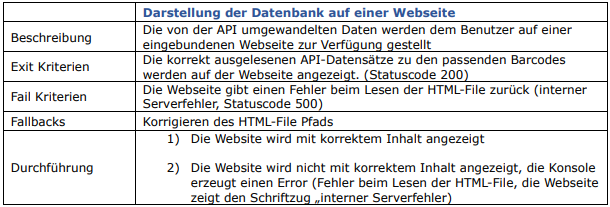 Darstellung der Datenbank auf einer Webseite
Beschreibung
Die von der API umgewandelten Daten werden dem Benutzer auf einer
eingebundenen Webseite zur Verfügung gestellt
Exit Kriterien
Die korrekt ausgelesenen API-Datensätze zu den passenden Barcodes
werden auf der Webseite angezeigt. (Statuscode 200)
Fail Kriterien
Die Webseite gibt einen Fehler beim Lesen der HTML-File zurück (interner
Serverfehler, Statuscode 500)
Fallbacks
Korrigieren des HTML-File Pfads
Durchführung
1) Die Website wird mit korrektem Inhalt angezeigt
2) Die Website wird nicht mit korrektem Inhalt angezeigt, die Konsole
erzeugt einen Error (Fehler beim Lesen der HTML-File, die Webseite
zeigt den Schriftzug „interner Serverfehler)